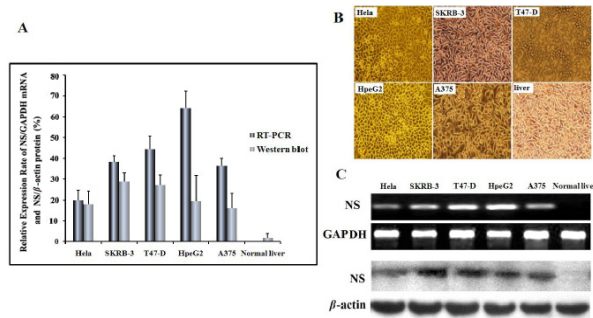 A
Relative Expression Rate of NS/GAPDH mRNA
and NS/β-actin protein (%)
80
70
60
50
40
30
20
10
0
RT-PCR
Western blot
Hela SKRB-3 T47-D HpeG2 A375 Normal liver
B
Hela SKRB-3 T47-D
HpeG2 A375 liver
C
Hela SKRB-3 T47-D HpeG2 A375 Normal live
NS
GAPDH
NS
β-actin